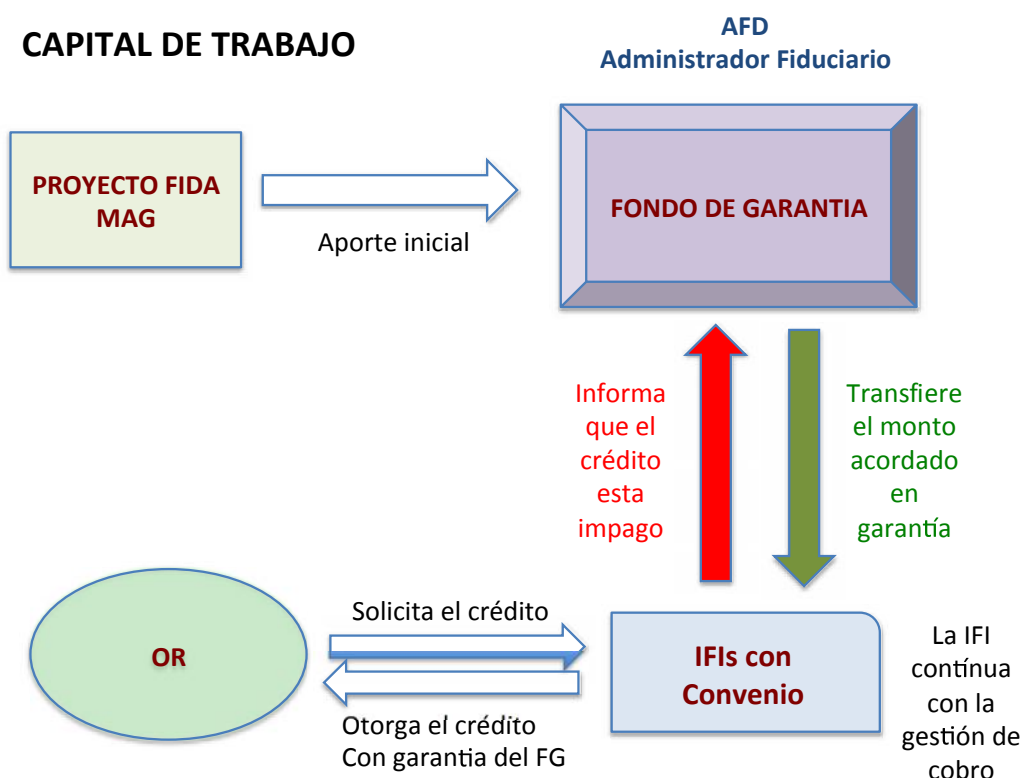 CAPITAL DE TRABAJO
AFD
Administrador Fiduciario
PROYECTO FIDA
MAG
Aporte inicial
FONDO DE GARANTIA
Informa
que el
crédito
esta
impago
Transfiere
el monto
acordado
en
garantía
OR
Solicita el crédito
Otorga el crédito
Con garantia del FG
IFIs con
Convenio
La IFI
contínua
con la
gestión de
cobro